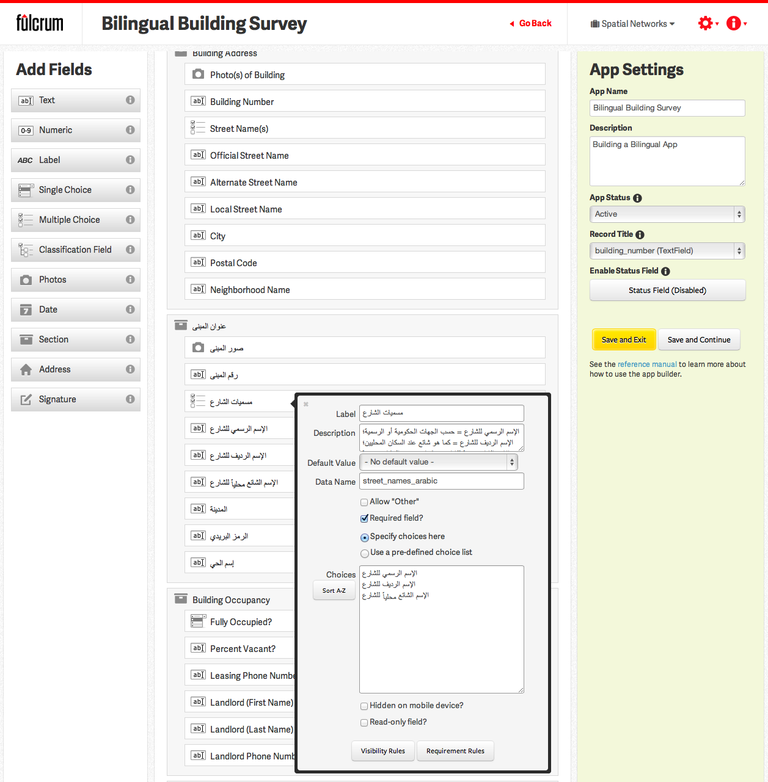 fulcrum
Bilingual Building Survey
Go Back
Spatial Networks
Add Fields
Text
Numeric
Label
Single Choice
Multiple Choice
Classification Field
Photos
Date
Section
Address
Signature
Building Address
Photo(s) of Building
Building Number
Street Name(s)
Official Street Name
Alternate Street Name
Local Street Name
City
Postal Code
Neighborhood Name
عنوان المبنى
صور المبنى
رقم المبنى
مسميات الشارع
الإسم الرسمي للشارع
الإسم الرديف للشارع
الإسم الشائع محلياً للشارع
المدينة
الرمز البريدي
إسم الحي
Building Occupancy
Fully Occupied?
Percent Vacant?
Leasing Phone Numbe
Landlord (First Name)
Landlord (Last Name)
Landlord Phone Numb
Label
مسميات الشارع
Description
الإسم الرسمي للشارع = حسب الجهات الحكومية أو الرسمية؛
الإسم الرديف للشارع = كما هو شائع عند السكان المحليين؛
Default Value
- No default value -
Data Name
street_names_arabic
Allow "Other"
Required field?
Specify choices here
Use a pre-defined choice list
Choices
Sort A-Z
الإسم الرسمي للشارع
الإسم الرديف للشارع
الإسم الشائع محلياً للشارع
Hidden on mobile device?
Read-only field?
Visibility Rules
Requirement Rules
App Settings
App Name
Bilingual Building Survey
Description
Building a Bilingual App
App Status
Active
Record Title
building_number (TextField)
Enable Status Field
Status Field (Disabled)
Save and Exit
Save and Continue
See the reference manual to learn more about
how to use the app builder.